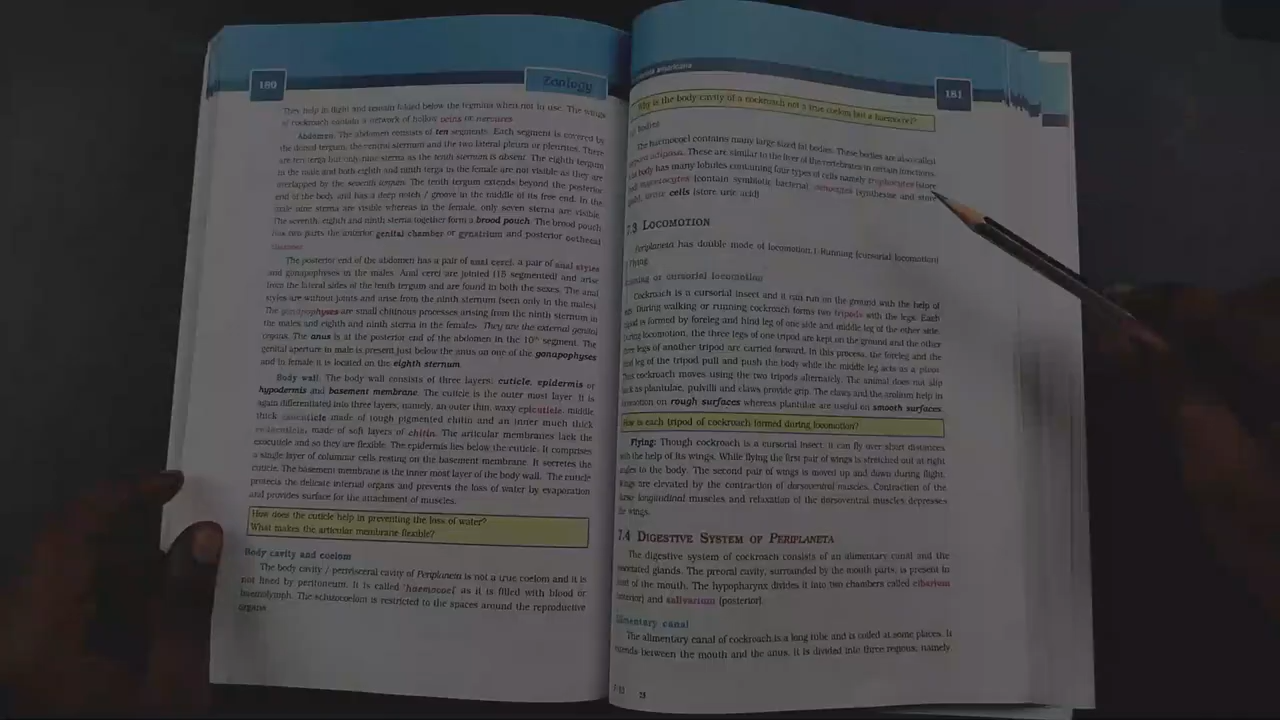 180
Zoology
They help in flight and remain folded below the tegmina when not in use. The wings
of cockroach contain a network of hollow veins or nervures
Abdomen: The abdomen consists of ten segments. Each segment is covered by
the dorsal tergum, the ventral sternum and the two lateral pleura or pleurites. There
are ten terga but only nine sterna as the tenth sternum is absent. The eighth tergum
in the male and both eighth and ninth terga in the female are not visible as they are
overlapped by the seventh tergum. The tenth tergum extends beyond the posterior
end of the body and has a deep notch / groove in the middle of its free end. In the
male nine sterna are visible whereas in the female, only seven sterna are visible.
The seventh, eighth and ninth sterna together form a brood pouch. The brood pouch
has two parts the anterior genital chamber or gynatrium and posterior oothecal
chamber.
The posterior end of the abdomen has a pair of anal cerci, a pair of anal styles
and gonapophyses in the males. Anal cerci are jointed (15 segmented) and arise
from the lateral sides of the tenth tergum and are found in both the sexes. The anal
styles are without joints and arise from the ninth sternum (seen only in the males).
The gonapophyses are small chitinous processes arising from the ninth sternum in
the males and eighth and ninth sterna in the females. They are the external genital
organs. The anus is at the posterior end of the abdomen in the 10th segment. The
genital aperture in male is present just below the anus on one of the gonapophyses
and in female it is located on the eighth sternum.
Body wall: The body wall consists of three layers; cuticle, epidermis or
hypodermis and basement membrane. The cuticle is the outer most layer. It is
again differentiated into three layers, namely, an outer thin, waxy epicuticle, middle
thick exocuticle made of tough pigmented chitin and an inner much thick
endocuticle, made of soft layers of chitin. The articular membranes lack the
exocuticle and so they are flexible. The epidermis lies below the cuticle. It comprises
a single layer of columnar cells resting on the basement membrane. It secretes the
cuticle. The basement membrane is the inner most layer of the body wall. The cuticle
protects the delicate internal organs and prevents the loss of water by evaporation
and provides surface for the attachment of muscles.
How does the cuticle help in preventing the loss of water?
What makes the articular membrane flexible?
Body cavity and coelom
The body cavity / perivisceral cavity of Periplaneta is not a true coelom and it is
not lined by peritoneum. It is called 'haemocoel' as it is filled with blood or
haemolymph. The schizocoelom is restricted to the spaces around the reproductive
organs.
americana
181
Why is the body cavity of a cockroach not a true coelom but a haemocoel?
bodies
The haemocoel contains many large sized fat bodies. These bodies are also called
adiposa. These are similar to the liver of the vertebrates in certain functions.
body has many lobules containing four types of cells namely trophocytes (store
mycetocytes (contain symbiotic bacteria), oenocytes (synthesise and store
cells (store uric acid)
7.3 LOCOMOTION
Periplaneta has double mode of locomotion.1 Running (cursorial locomotion)
Flying.
Running or cursorial locomotion
Cockroach is a cursorial insect and it can run on the ground with the help of
During walking or running cockroach forms two tripods with the legs. Each
tripod is formed by foreleg and hind leg of one side and middle leg of the other side.
During locomotion, the three legs of one tripod are kept on the ground and the other
three legs of another tripod are carried forward. In this process, the foreleg and the
hind leg of the tripod pull and push the body while the middle leg acts as a pivot.
Thus cockroach moves using the two tripods alternately. The animal does not slip
back as plantulae, pulvilli and claws provide grip. The claws and the arolium help in
locomotion on rough surfaces whereas plantulae are useful on smooth surfaces.
How is each tripod of cockroach formed during locomotion?
Flying: Though cockroach is a cursorial insect, it can fly over short distances
with the help of its wings. While flying the first pair of wings is stretched out at right
angles to the body. The second pair of wings is moved up and down during flight.
Wings are elevated by the contraction of dorsoventral muscles. Contraction of the
dorso longitudinal muscles and relaxation of the dorsoventral muscles depresses
the wings.
7.4 DIGESTIVE SYSTEM OF PERIPLANETA
The digestive system of cockroach consists of an alimentary canal and the
associated glands. The preoral cavity, surrounded by the mouth parts, is present in
front of the mouth. The hypopharynx divides it into two chambers called cibarium
(anterior) and salivarium (posterior).
Alimentary canal
The alimentary canal of cockroach is a long tube and is coiled at some places. It
extends between the mouth and the anus. It is divided into three regions, namely